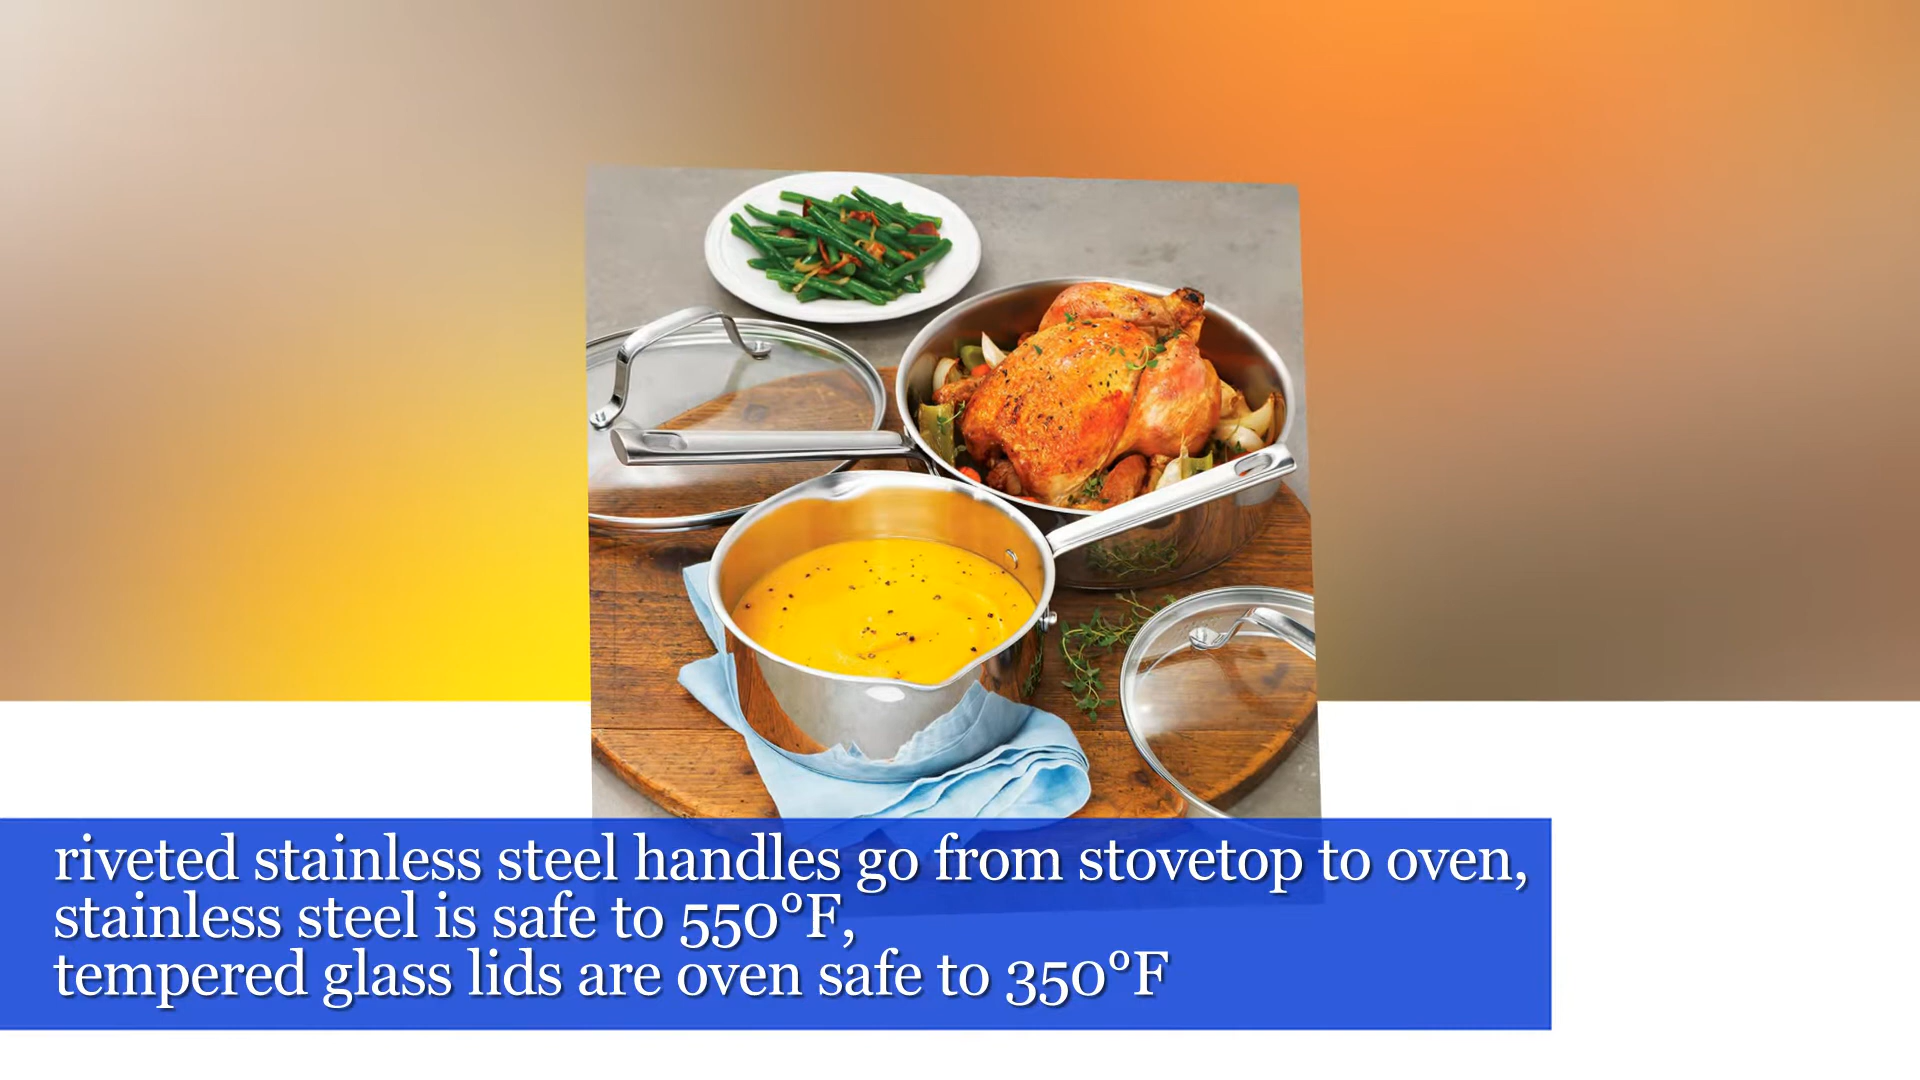 riveted stainless steel handles go from stovetop to oven,
stainless steel is safe to 550°F,
tempered glass lids are oven safe to 350°F